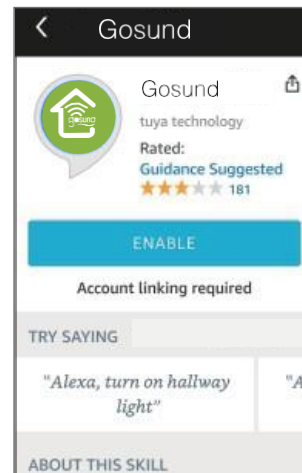 Gosund
gosund
Gosund
tuya technology
Rated:
Guidance Suggested
181
ENABLE
Account linking required
TRY SAYING
"Alexa, turn on hallway
light"
"A
ABOUT THIS SKILL